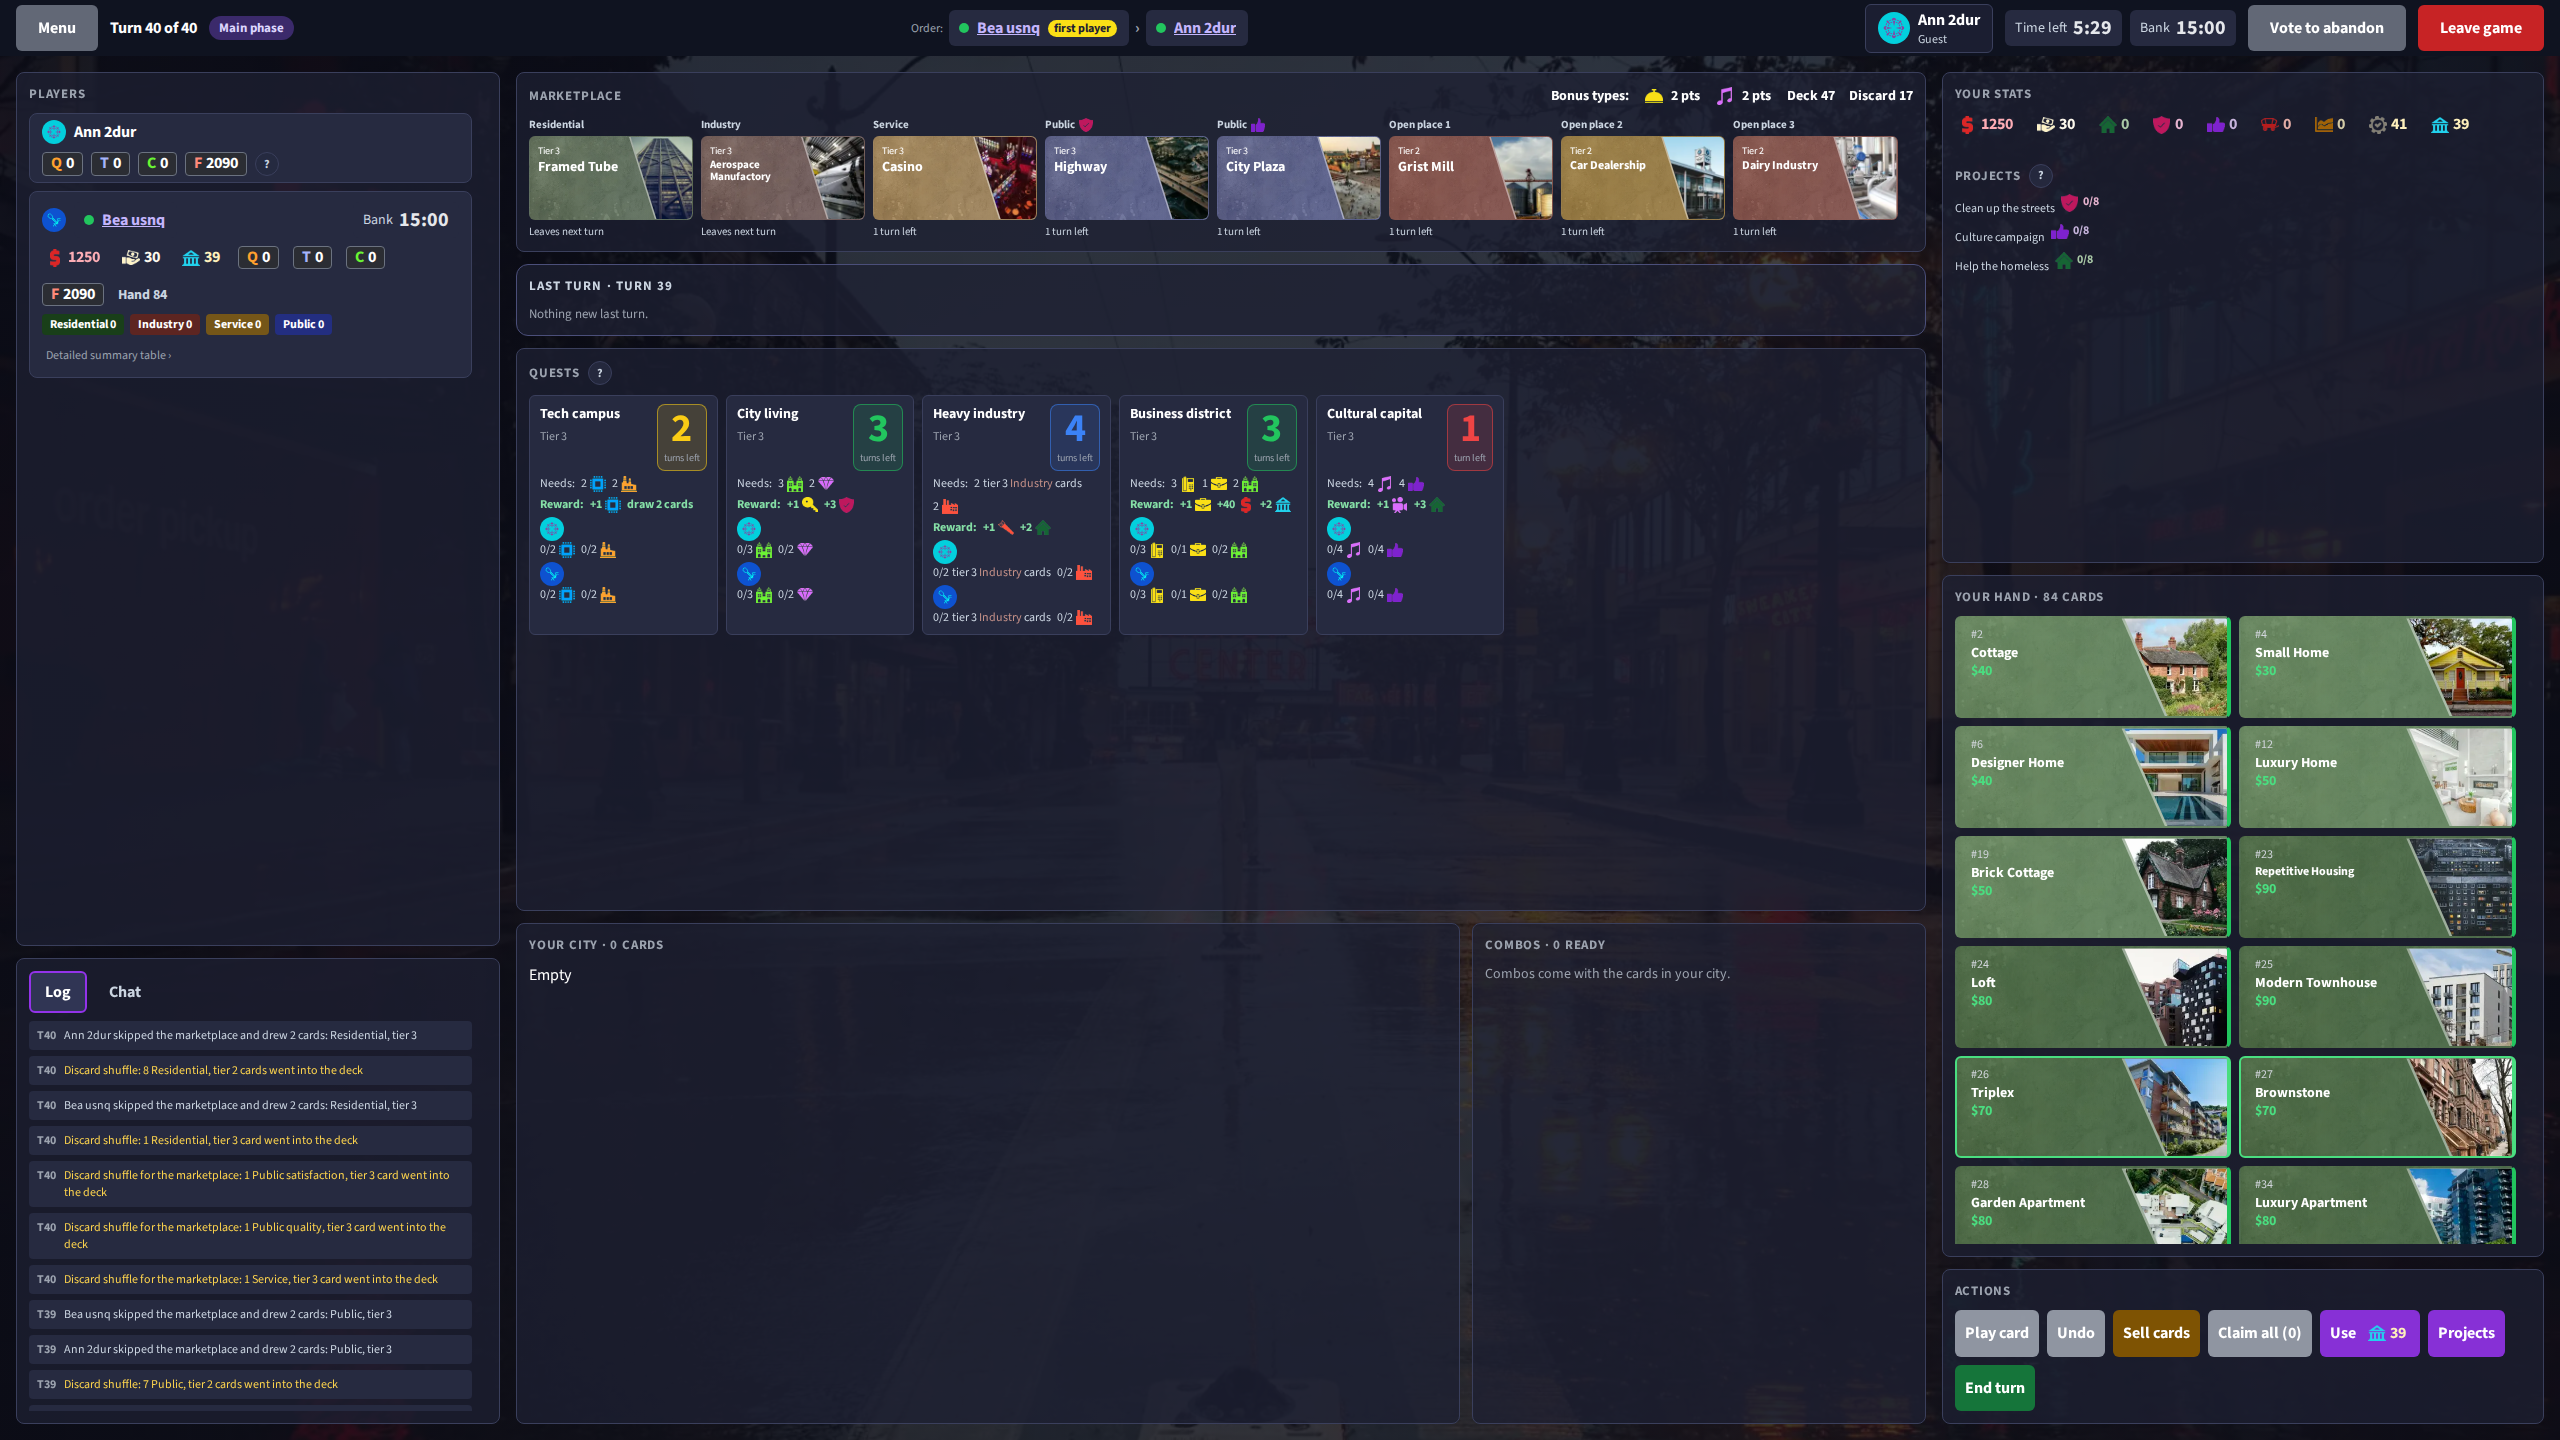 Menu
Turn 40 of 40
Main phase
Order:
Bea usnq
first player
›
Ann 2dur
Ann 2dur
Guest
Time left 5:29
Bank 15:00
Vote to abandon
Leave game
PLAYERS
Ann 2dur
Q 0
T 0
C 0
F 2090
?
Bea usnq
Bank 15:00
1250
30
39
Q 0
T 0
C 0
F 2090
Hand 84
Residential 0
Industry 0
Service 0
Public 0
Detailed summary table ›
MARKETPLACE
Bonus types:
2 pts
2 pts
Deck 47
Discard 17
Residential
Tier 3
Framed Tube
Leaves next turn
Industry
Tier 3
Aerospace
Manufactory
Leaves next turn
Service
Tier 3
Casino
1 turn left
Public
Tier 3
Highway
1 turn left
Public
Tier 3
City Plaza
1 turn left
Open place 1
Tier 2
Grist Mill
1 turn left
Open place 2
Tier 2
Car Dealership
1 turn left
Open place 3
Tier 2
Dairy Industry
1 turn left
LAST TURN · TURN 39
Nothing new last turn.
QUESTS
?
Tech campus
Tier 3
2
turns left
Needs: 2 2
Reward: +1 draw 2 cards
0/2 0/2
0/2 0/2
City living
Tier 3
3
turns left
Needs: 3 2
Reward: +1 +3
0/3 0/2
0/3 0/2
Heavy industry
Tier 3
4
turns left
Needs: 2 tier 3 Industry cards
2
Reward: +1 +2
0/2 tier 3 Industry cards 0/2
0/2 tier 3 Industry cards 0/2
Business district
Tier 3
3
turns left
Needs: 3 1 2
Reward: +1 +40 +2
0/3 0/1 0/2
0/3 0/1 0/2
Cultural capital
Tier 3
1
turn left
Needs: 4 4
Reward: +1 +3
0/4 0/4
0/4 0/4
YOUR CITY · 0 CARDS
Empty
COMBOS · 0 READY
Combos come with the cards in your city.
Log
Chat
T40 Ann 2dur skipped the marketplace and drew 2 cards: Residential, tier 3
T40 Discard shuffle: 8 Residential, tier 2 cards went into the deck
T40 Bea usnq skipped the marketplace and drew 2 cards: Residential, tier 3
T40 Discard shuffle: 1 Residential, tier 3 card went into the deck
T40 Discard shuffle for the marketplace: 1 Public satisfaction, tier 3 card went into
the deck
T40 Discard shuffle for the marketplace: 1 Public quality, tier 3 card went into the
deck
T40 Discard shuffle for the marketplace: 1 Service, tier 3 card went into the deck
T39 Bea usnq skipped the marketplace and drew 2 cards: Public, tier 3
T39 Ann 2dur skipped the marketplace and drew 2 cards: Public, tier 3
T39 Discard shuffle: 7 Public, tier 2 cards went into the deck
YOUR STATS
1250
30
0
0
0
0
0
41
39
PROJECTS
?
Clean up the streets 0/8
Culture campaign 0/8
Help the homeless 0/8
YOUR HAND · 84 CARDS
#2
Cottage
$40
#4
Small Home
$30
#6
Designer Home
$40
#12
Luxury Home
$50
#19
Brick Cottage
$50
#23
Repetitive Housing
$90
#24
Loft
$80
#25
Modern Townhouse
$90
#26
Triplex
$70
#27
Brownstone
$70
#28
Garden Apartment
$80
#34
Luxury Apartment
$80
ACTIONS
Play card
Undo
Sell cards
Claim all (0)
Use 39
Projects
End turn